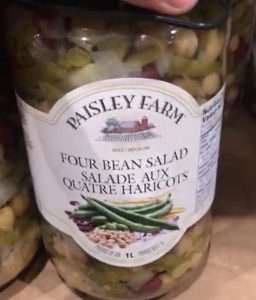 PAISLEY FARM
FOUR BEAN SALAD
SALADE AUX
QUATRE HARICOTS
1L